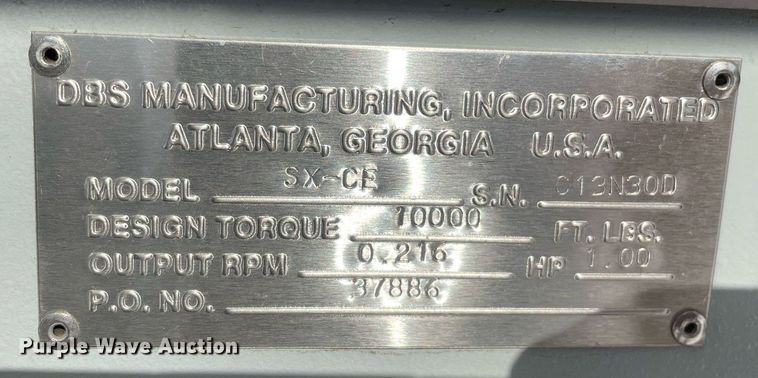 DBS MANUFACTURING, INCORPORATED
ATLANTA, GEORGIA U.S.A.
MODEL SX-CE S.N. C13N30D
DESIGN TORQUE 10000 FT. LBS.
OUTPUT RPM 0.216 HP 1.00
P.O. NO. 37886
Purple Wave Auction